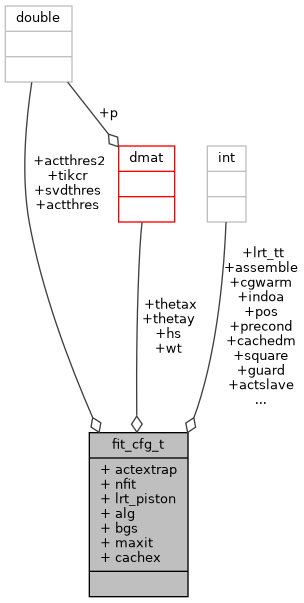 double
+p
dmat
int
+actthres2
+tikcr
+svdthres
+actthres
+thetax
+thetay
+hs
+wt
+lrt_tt
+assemble
+cgwarm
+indoa
+pos
+precond
+cachedm
+square
+guard
+actslave
...
fit_cfg_t
+ actextrap
+ nfit
+ lrt_piston
+ alg
+ bgs
+ maxit
+ cachex